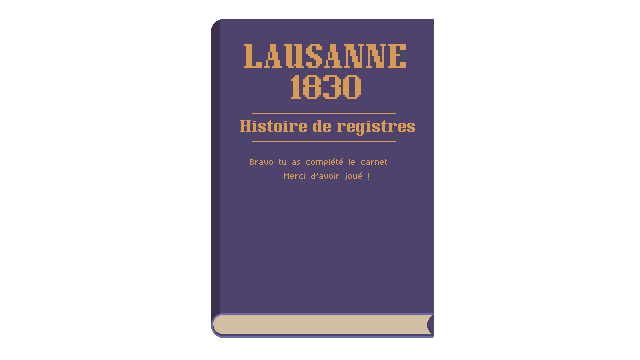 LAUSANNE
1830
Histoire de registres
Bravo tu as complété le carnet
Merci d'avoir joué !